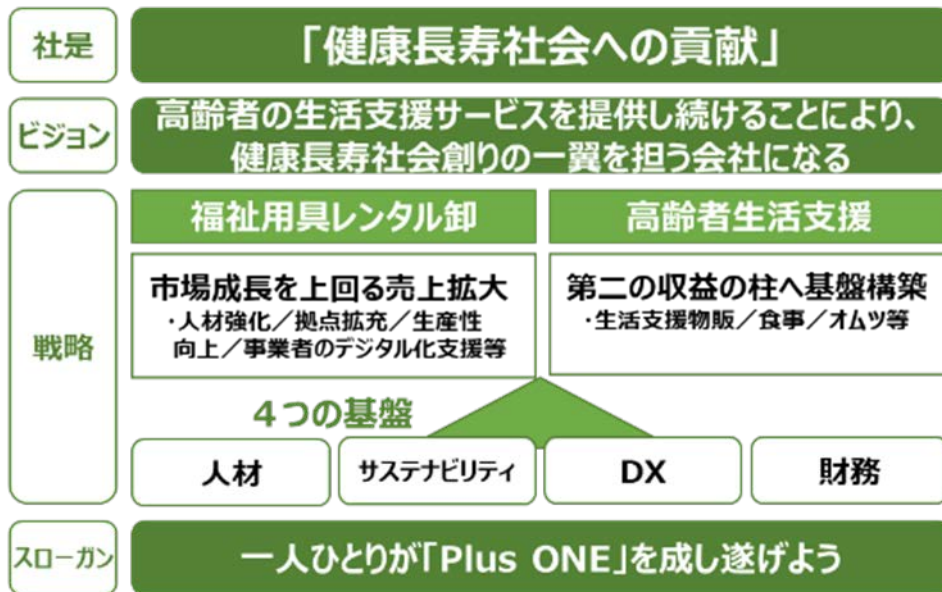 社是
「健康長寿社会への貢献」
ビジョン
高齢者の生活支援サービスを提供し続けることにより、
健康長寿社会創りの一翼を担う会社になる
戦略
福祉用具レンタル卸
市場成長を上回る売上拡大
・人材強化／拠点拡充／生産性
向上／事業者のデジタル化支援等
高齢者生活支援
第二の収益の柱へ基盤構築
・生活支援物販／食事／オムツ等
４つの基盤
人材
サステナビリティ
DX
財務
スローガン
一人ひとりが「Plus ONE」を成し遂げよう